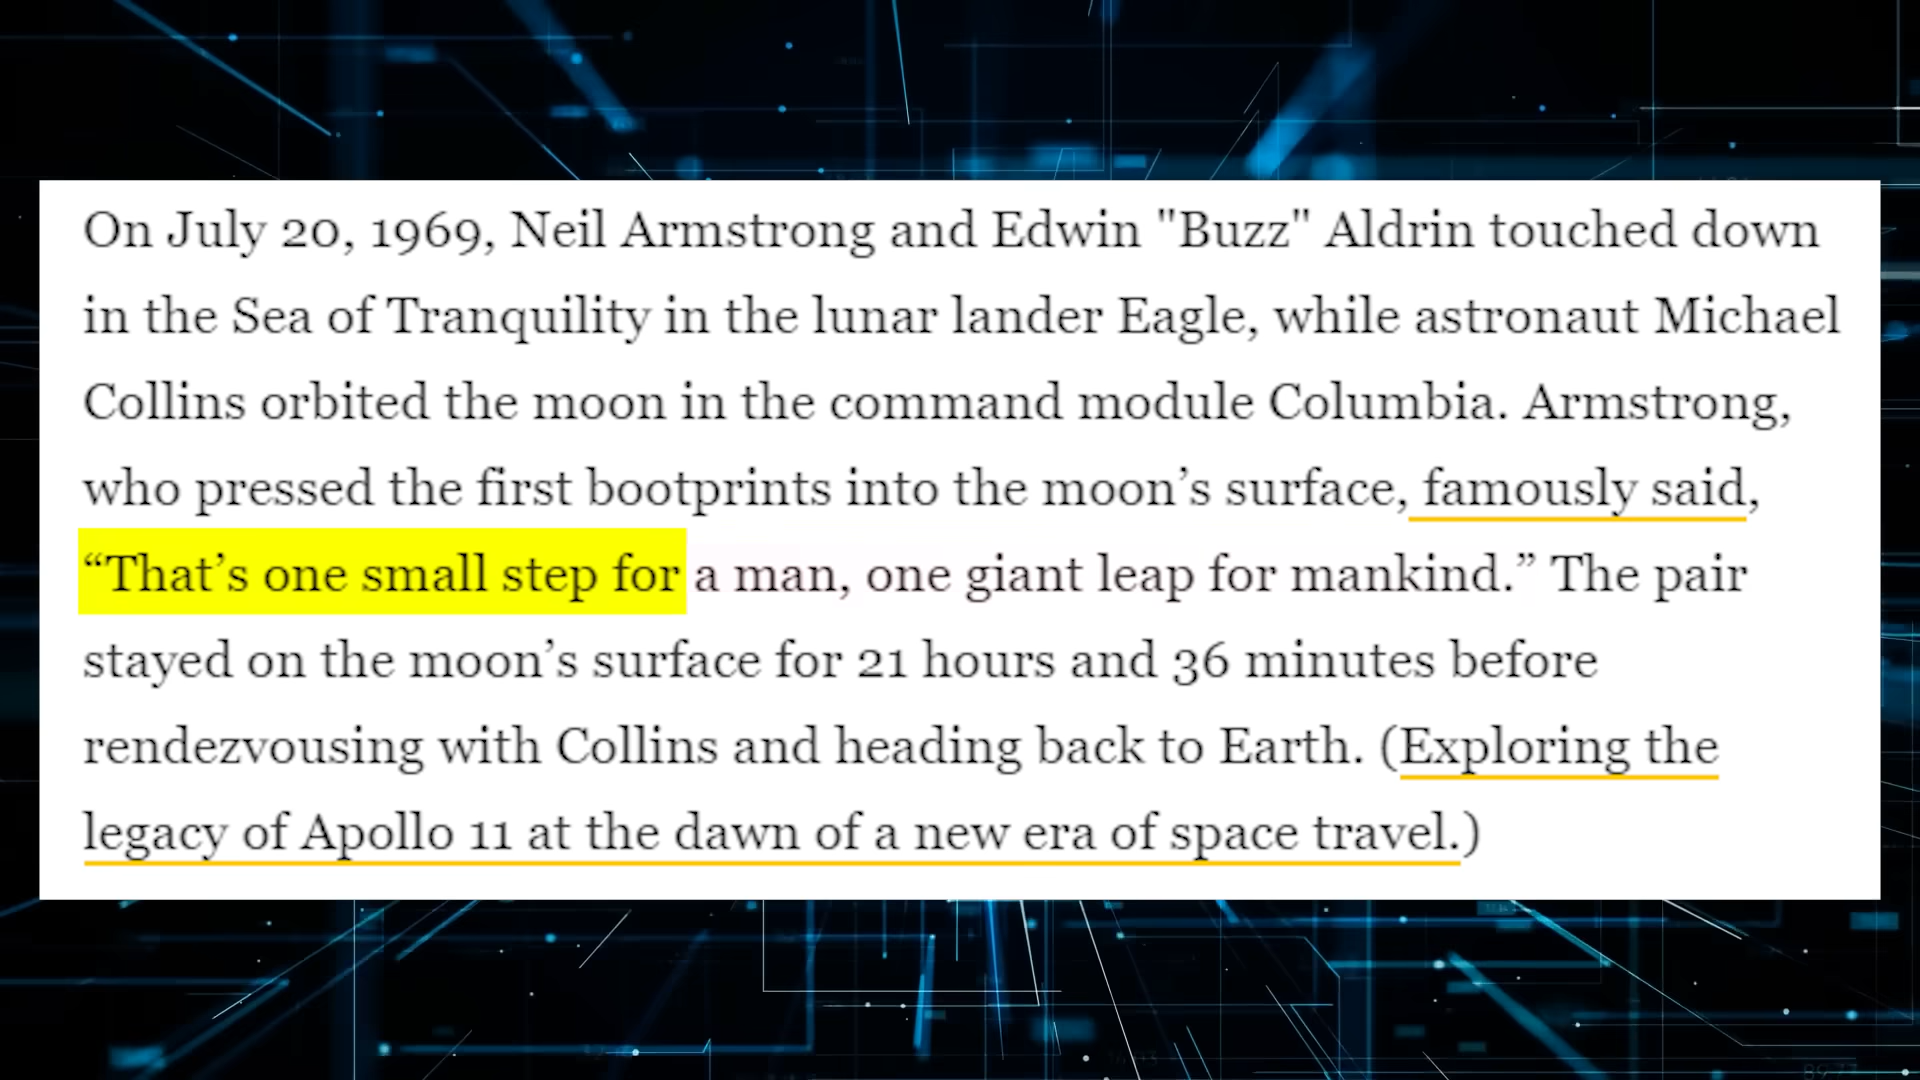 On July 20, 1969, Neil Armstrong and Edwin "Buzz" Aldrin touched down
in the Sea of Tranquility in the lunar lander Eagle, while astronaut Michael
Collins orbited the moon in the command module Columbia. Armstrong,
who pressed the first bootprints into the moon’s surface, famously said,
“That’s one small step for a man, one giant leap for mankind.” The pair
stayed on the moon’s surface for 21 hours and 36 minutes before
rendezvousing with Collins and heading back to Earth. (Exploring the
legacy of Apollo 11 at the dawn of a new era of space travel.)